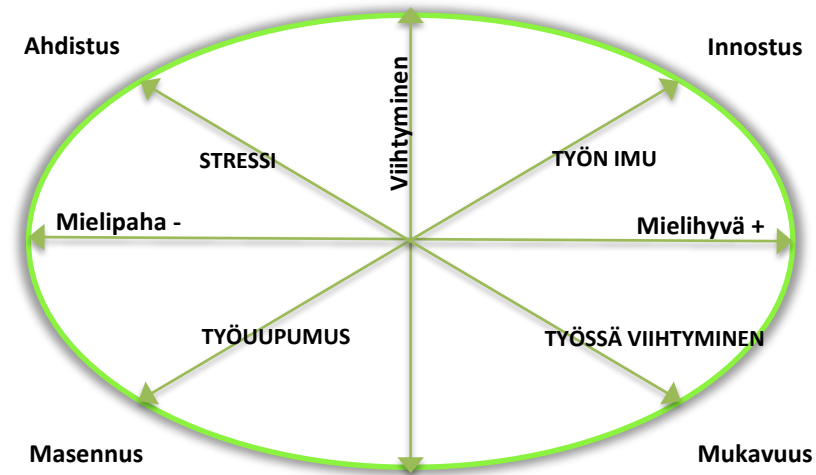 Ahdistus
Innostus
Viihtyminen
STRESSI
TYÖN IMU
Mielipaha -
Mielihyvä +
TYÖUUPUMUS
TYÖSSÄ VIIHTYMINEN
Masennus
Mukavuus